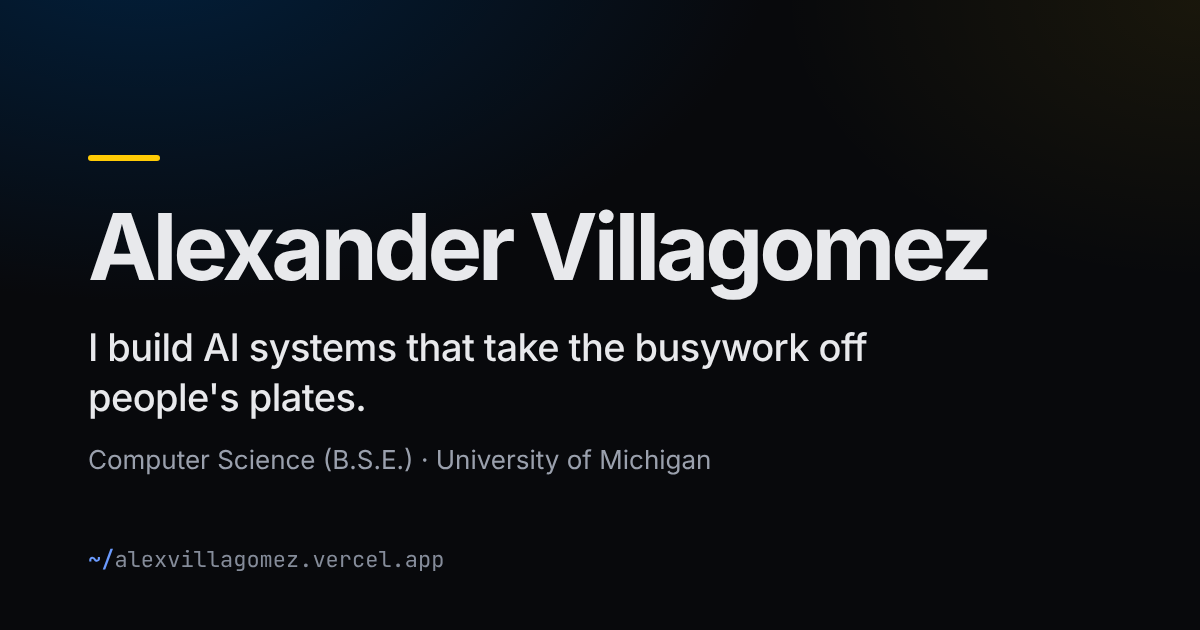 Alexander Villagomez
I build AI systems that take the busywork off
people's plates.
Computer Science (B.S.E.) · University of Michigan
~/alexvillagomez.vercel.app